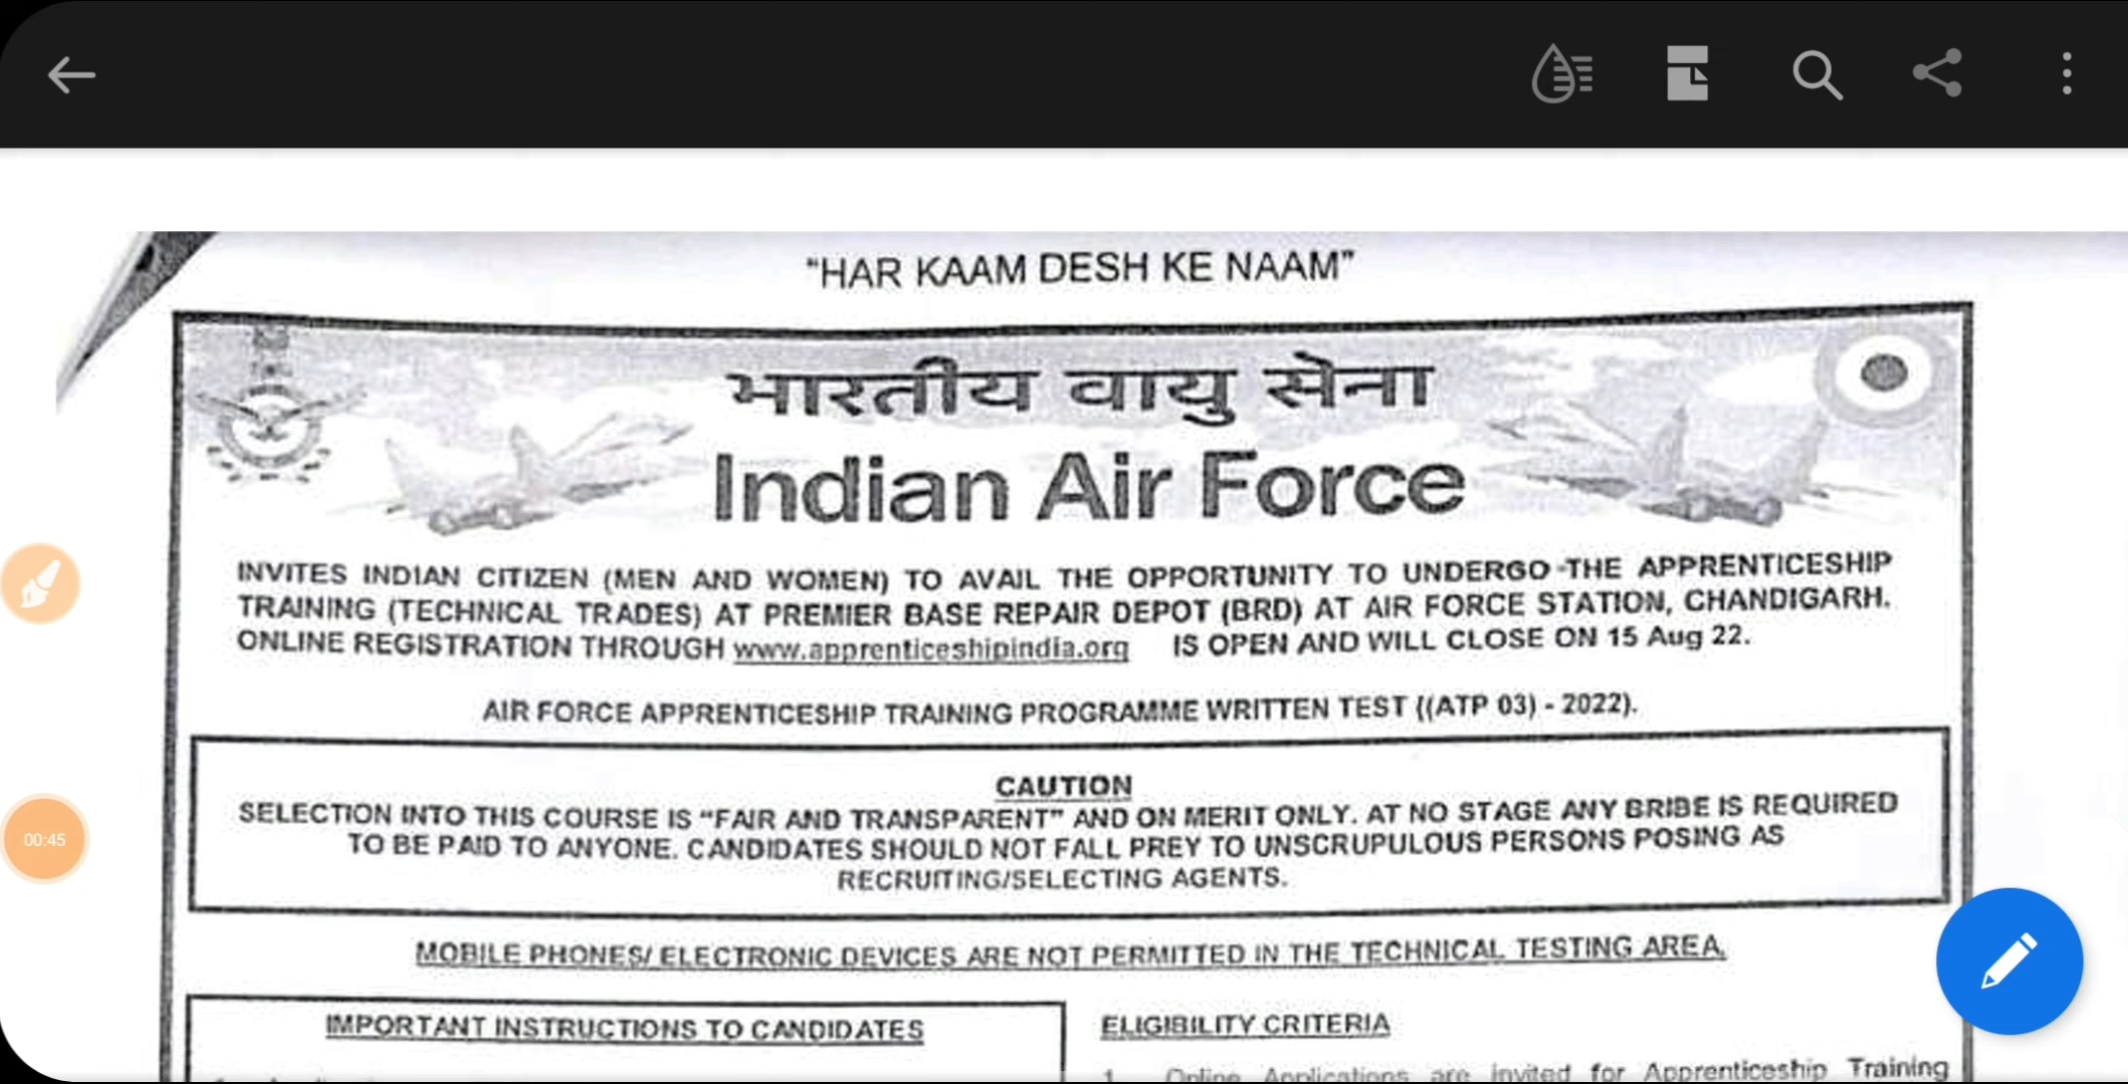 "HAR KAAM DESH KE NAAM"
भारतीय वायु सेना
Indian Air Force
INVITES INDIAN CITIZEN (MEN AND WOMEN) TO AVAIL THE OPPORTUNITY TO UNDERGO THE APPRENTICESHIP
TRAINING (TECHNICAL TRADES) AT PREMIER BASE REPAIR DEPOT (BRD) AT AIR FORCE STATION, CHANDIGARH.
ONLINE REGISTRATION THROUGH www.apprenticeshipindia.org IS OPEN AND WILL CLOSE ON 15 Aug 22.
AIR FORCE APPRENTICESHIP TRAINING PROGRAMME WRITTEN TEST ((ATP 03) - 2022).
CAUTION
SELECTION INTO THIS COURSE IS "FAIR AND TRANSPARENT" AND ON MERIT ONLY. AT NO STAGE ANY BRIBE IS REQUIRED
TO BE PAID TO ANYONE. CANDIDATES SHOULD NOT FALL PREY TO UNSCRUPULOUS PERSONS POSING AS
RECRUITING/SELECTING AGENTS.
00:45
MOBILE PHONES/ ELECTRONIC DEVICES ARE NOT PERMITTED IN THE TECHNICAL TESTING AREA.
IMPORTANT INSTRUCTIONS TO CANDIDATES
ELIGIBILITY CRITERIA
1. Online Applications are invited for Apprenticeship Training